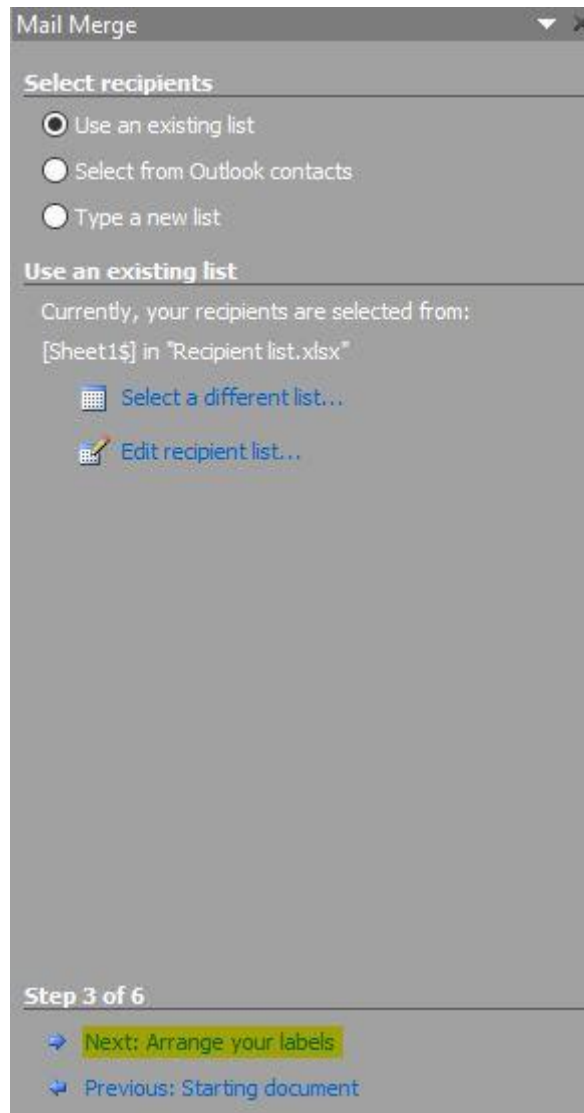 Mail Merge
Select recipients
Use an existing list
Select from Outlook contacts
Type a new list
Use an existing list
Currently, your recipients are selected from:
[Sheet1$] in "Recipient list.xlsx"
Select a different list...
Edit recipient list...
Step 3 of 6
Next: Arrange your labels
Previous: Starting document